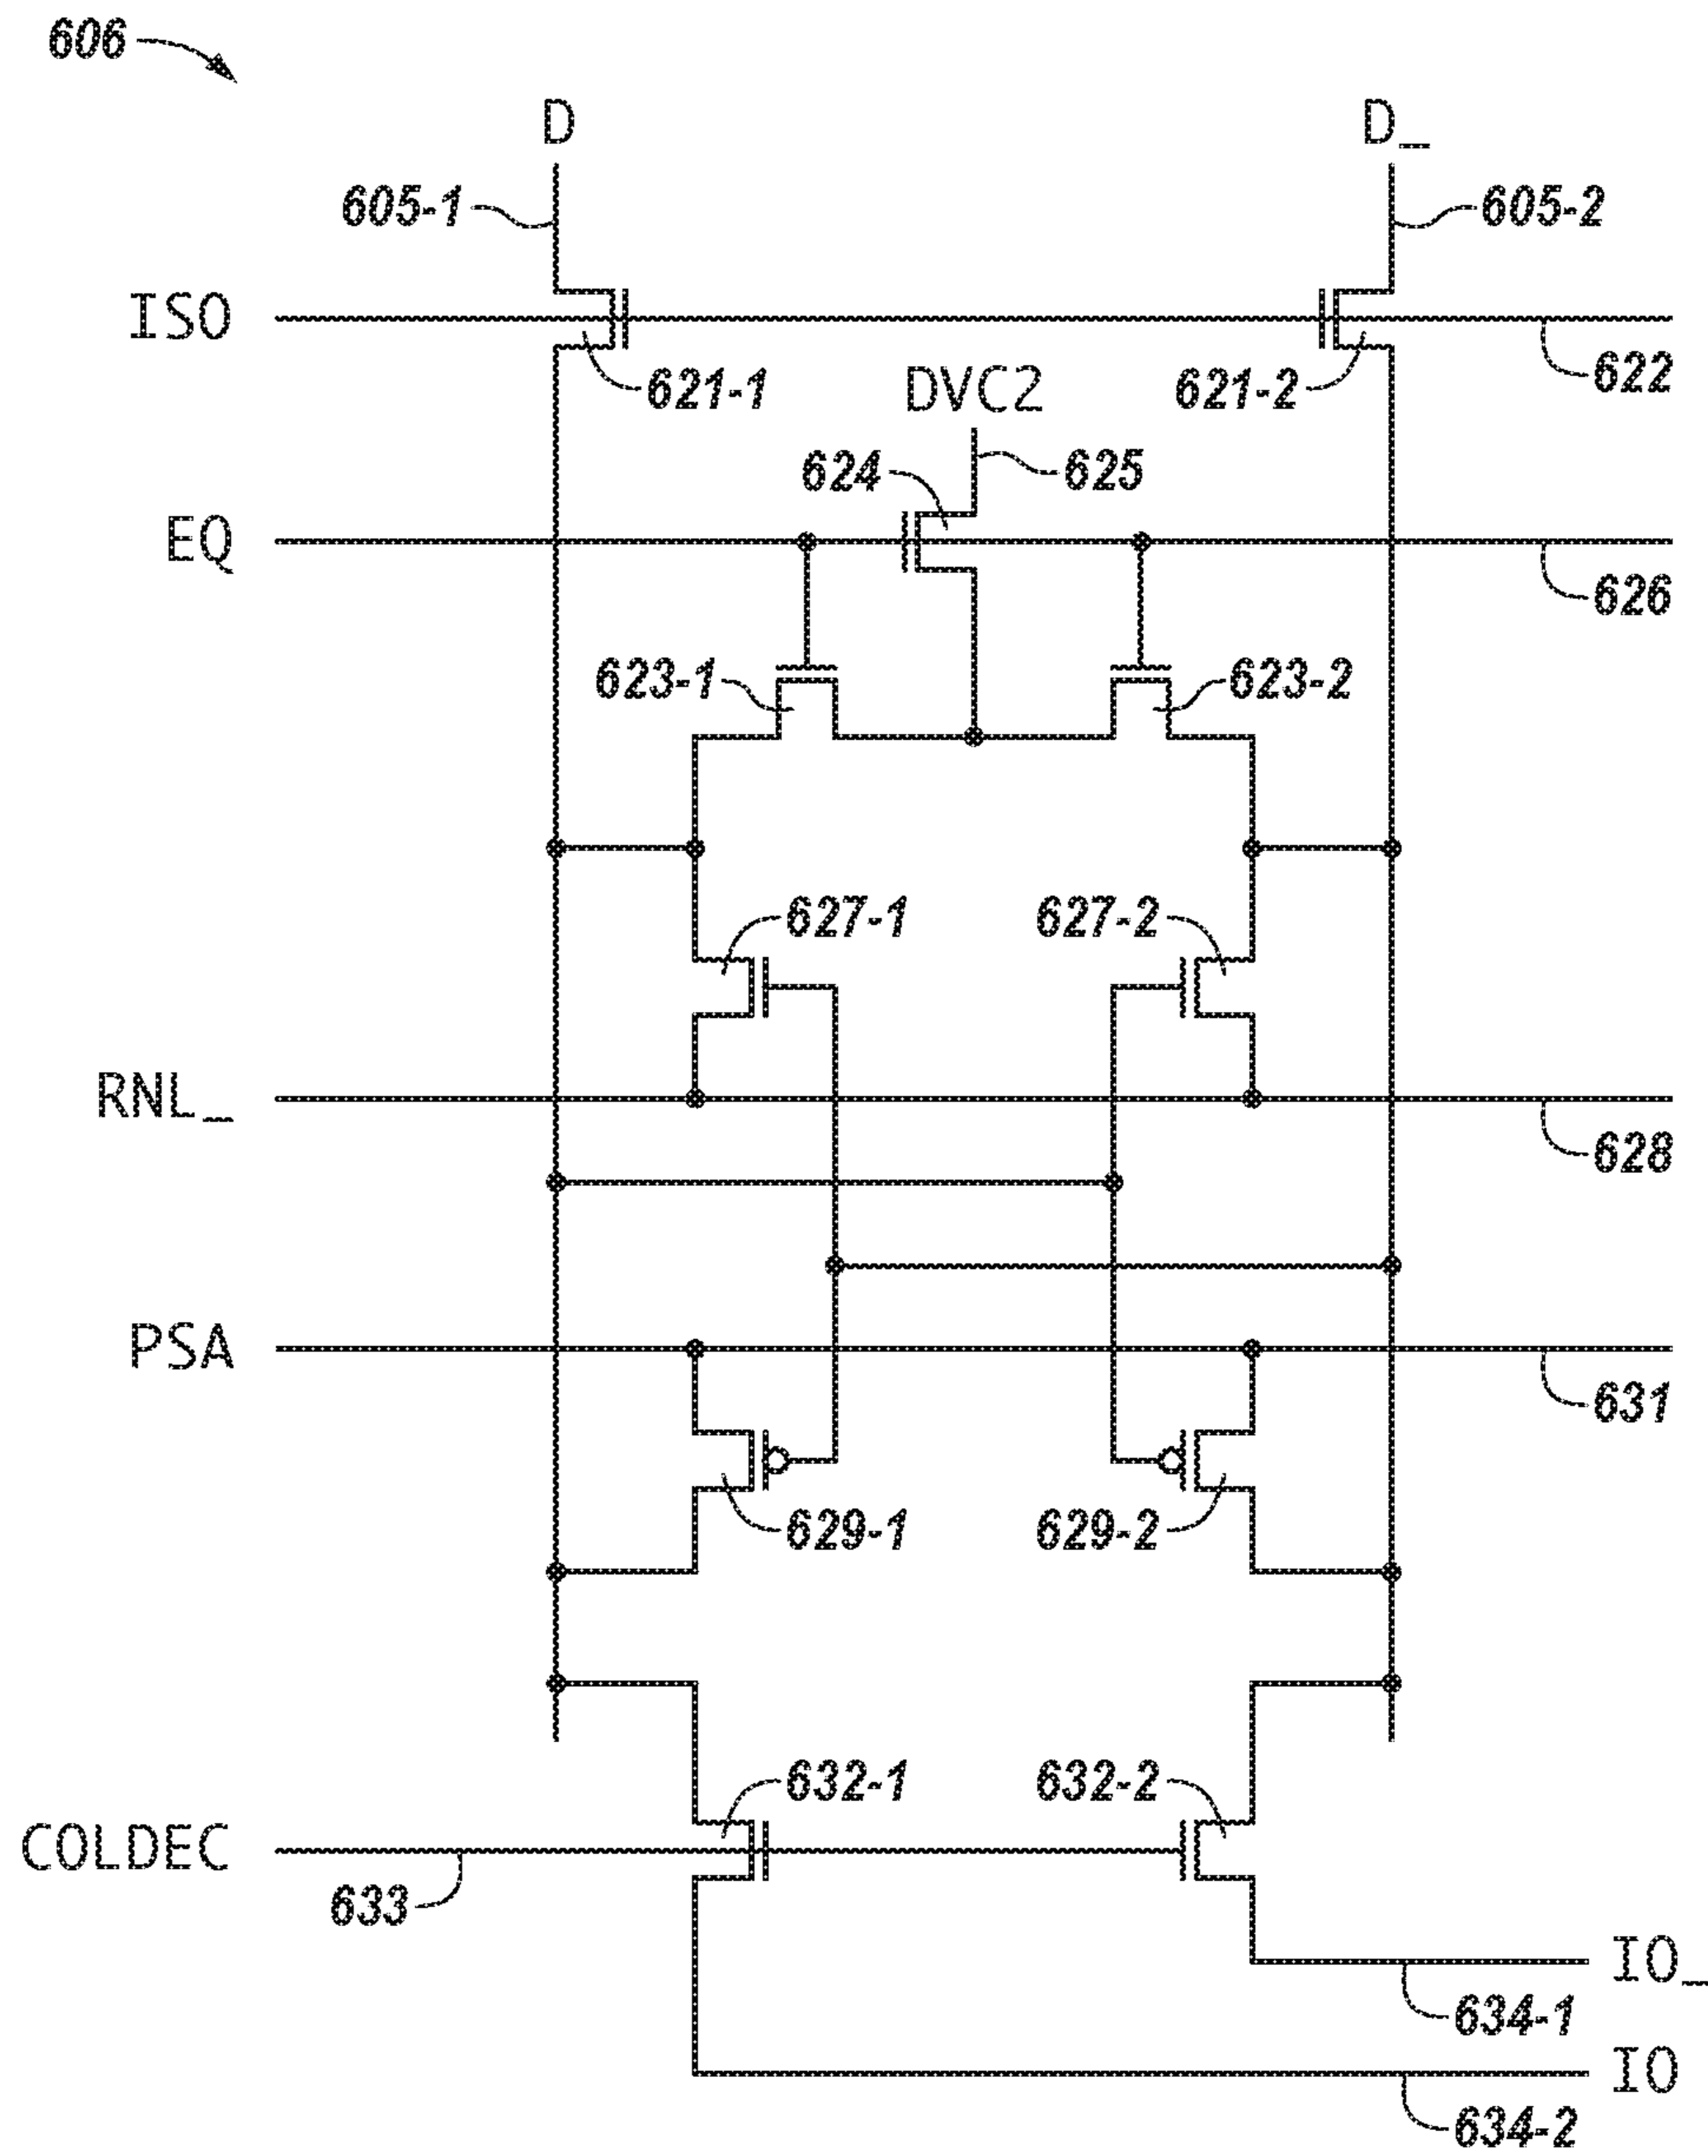 606
D
D_
605-1
605-2
ISO
621-1
DVC2
621-2
622
624
625
EQ
626
623-1
623-2
627-1
627-2
RNL_
628
PSA
631
629-1
629-2
632-1
632-2
COLDEC
633
IO_
634-1
IO
634-2